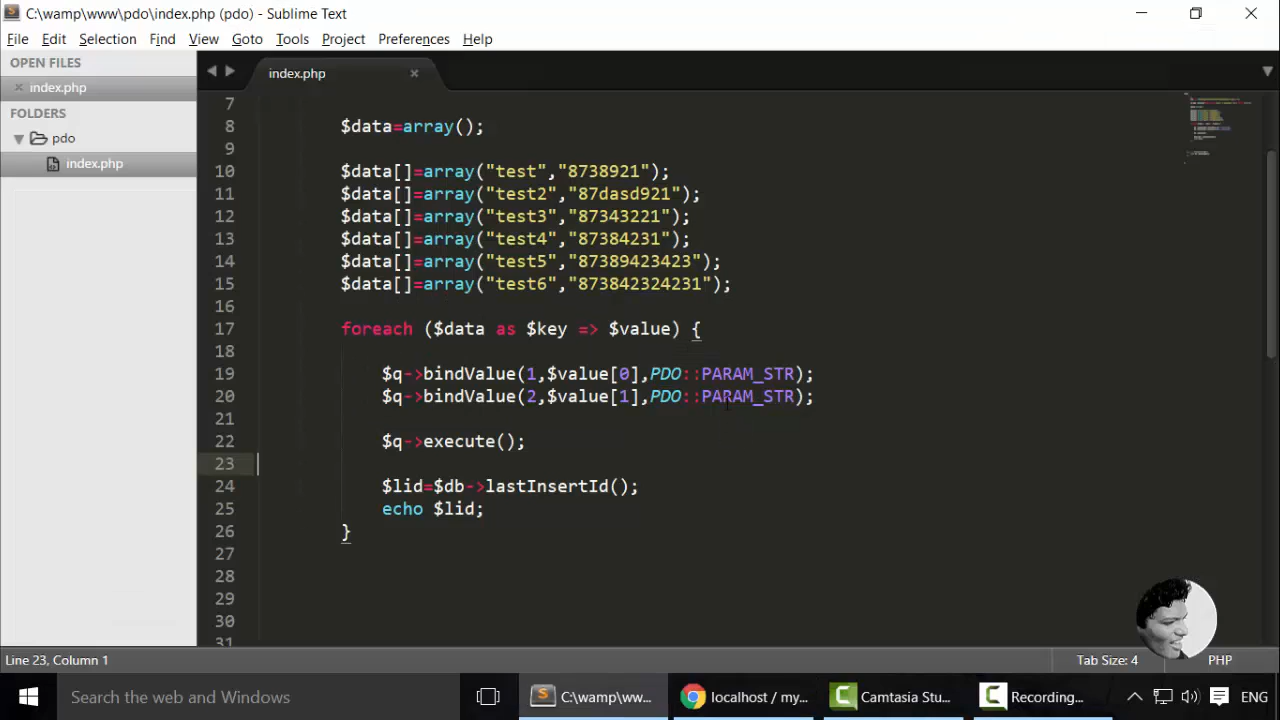 C:\wamp\www\pdo\index.php (pdo) - Sublime Text
File Edit Selection Find View Goto Tools Project Preferences Help
OPEN FILES
index.php
FOLDERS
pdo
index.php
index.php
7
8 $data=array();
9
10 $data[]=array("test","8738921");
11 $data[]=array("test2","87dasd921");
12 $data[]=array("test3","87343221");
13 $data[]=array("test4","87384231");
14 $data[]=array("test5","87389423423");
15 $data[]=array("test6","873842324231");
16
17 foreach ($data as $key => $value) {
18
19 $q->bindValue(1,$value[0],PDO::PARAM_STR);
20 $q->bindValue(2,$value[1],PDO::PARAM_STR);
21
22 $q->execute();
23
24 $lid=$db->lastInsertId();
25 echo $lid;
26 }
27
28
29
30
31
Line 23, Column 1 Tab Size: 4 PHP
Search the web and Windows C:\wamp\ww... localhost / my... Camtasia Stu... Recording... ENG